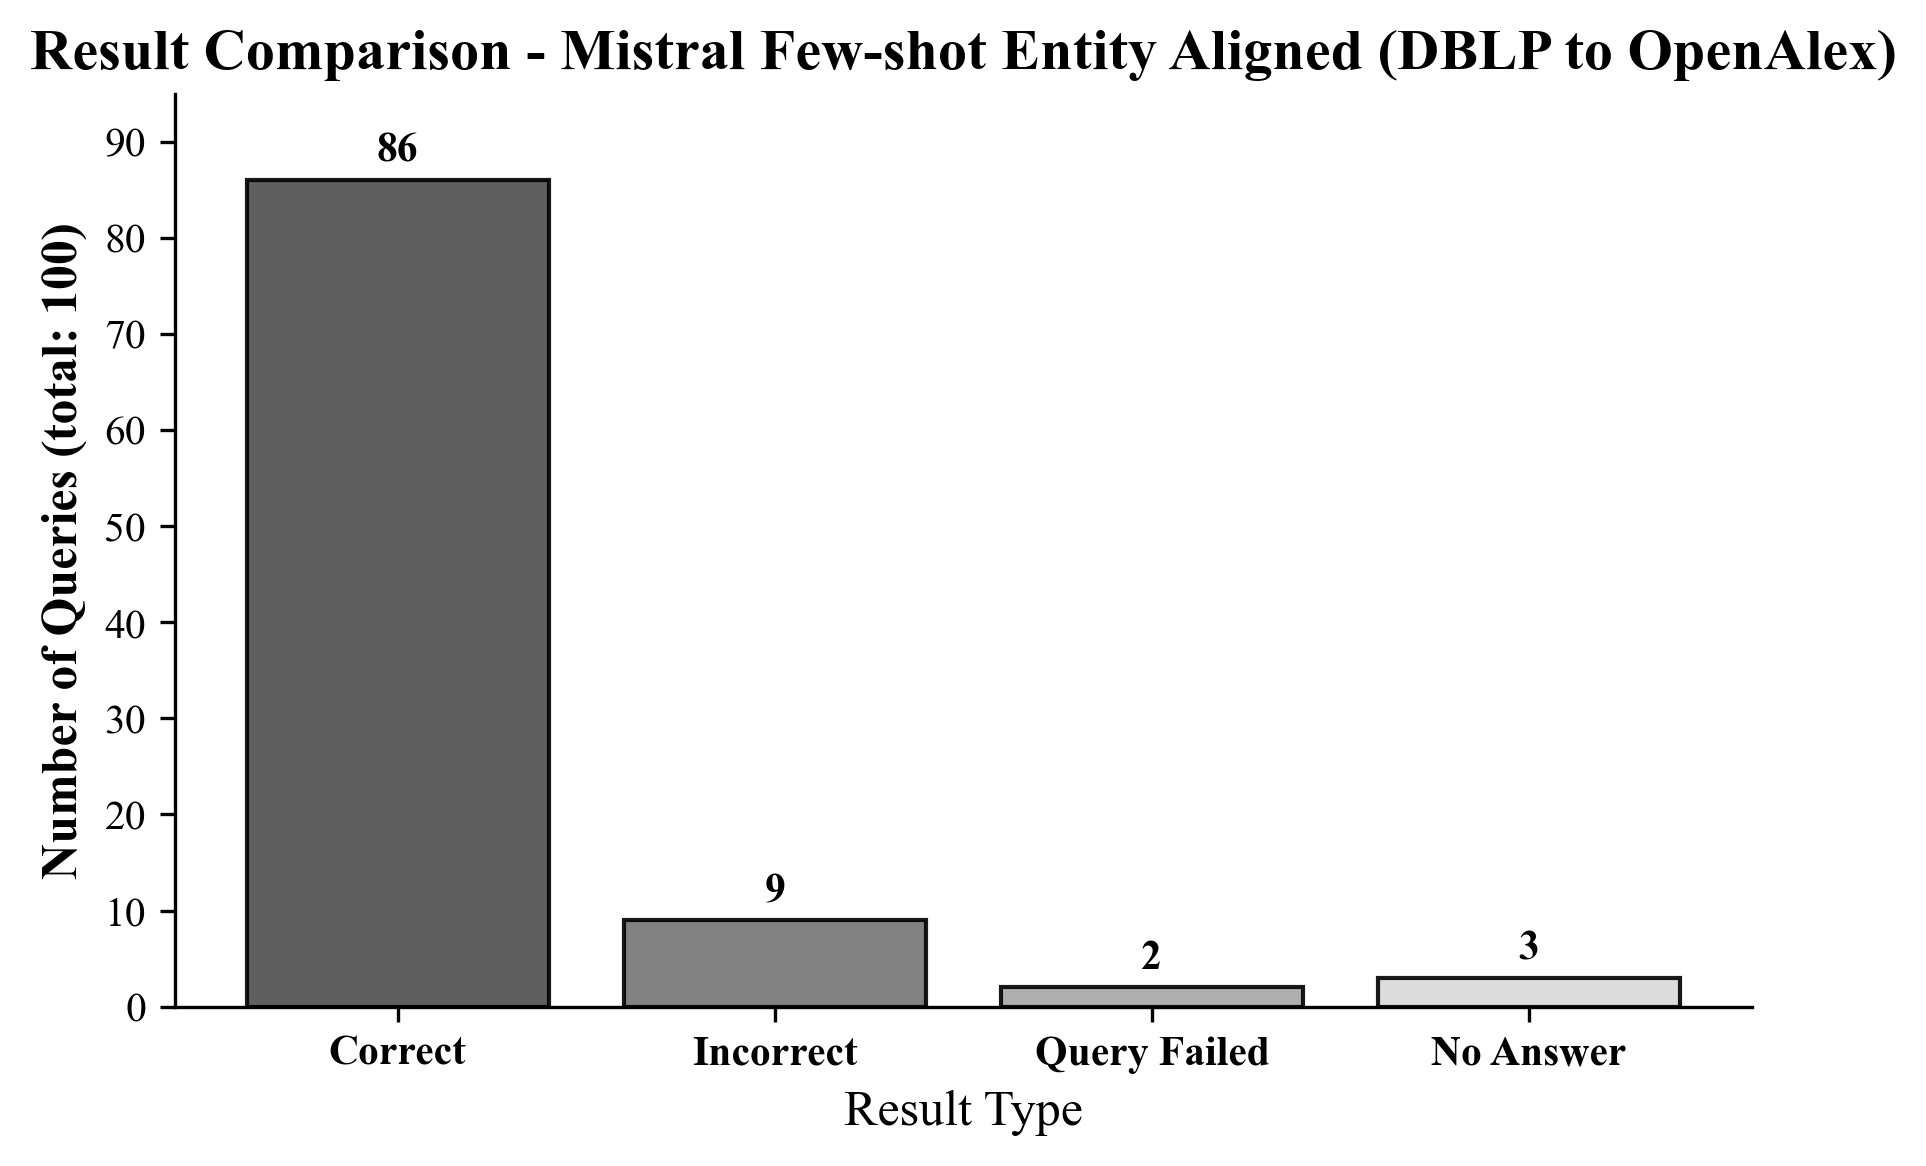 Result Comparison - Mistral Few-shot Entity Aligned (DBLP to OpenAlex)
Number of Queries (total: 100)
90
80
70
60
50
40
30
20
10
0
86
9
2
3
Correct
Incorrect
Query Failed
No Answer
Result Type